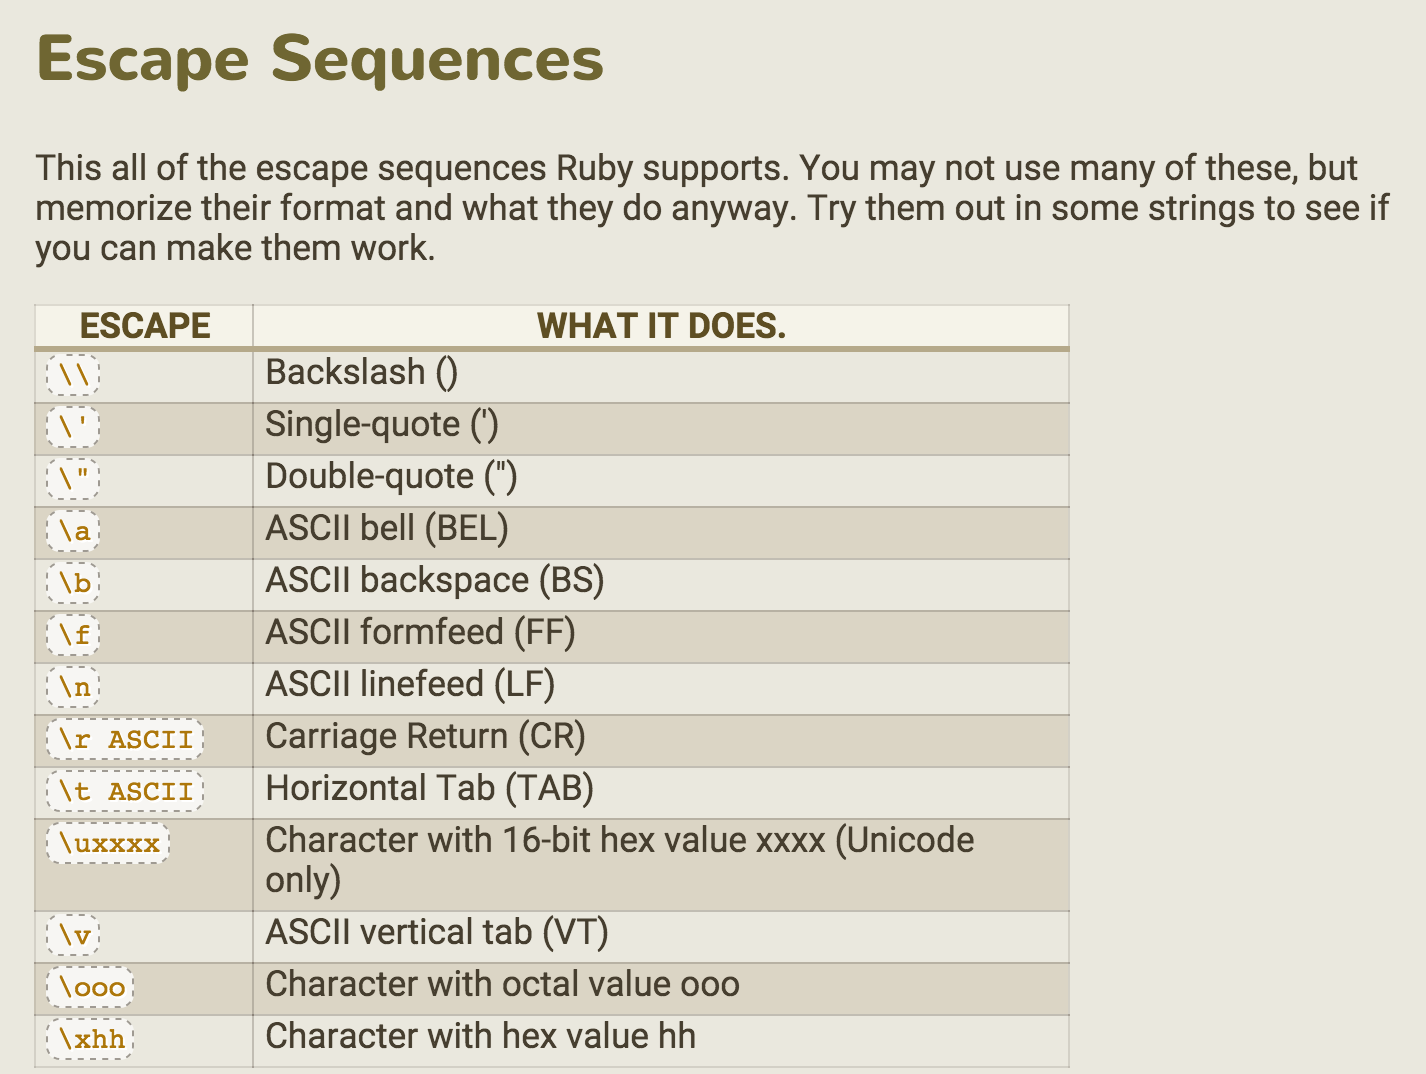 Escape Sequences
This all of the escape sequences Ruby supports. You may not use many of these, but
memorize their format and what they do anyway. Try them out in some strings to see if
you can make them work.
ESCAPE WHAT IT DOES.
\\ Backslash ()
\' Single-quote (')
\" Double-quote (")
\a ASCII bell (BEL)
\b ASCII backspace (BS)
\f ASCII formfeed (FF)
\n ASCII linefeed (LF)
\r ASCII Carriage Return (CR)
\t ASCII Horizontal Tab (TAB)
\uxxxx Character with 16-bit hex value xxxx (Unicode
only)
\v ASCII vertical tab (VT)
\ooo Character with octal value ooo
\xhh Character with hex value hh